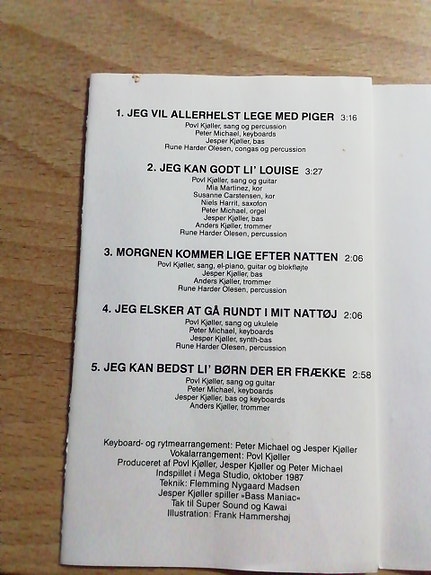 1. JEG VIL ALLERHELST LEGE MED PIGER 3:16
Povl Kjøller, sang og percussion
Peter Michael, keyboards
Jesper Kjøller, bas
Rune Harder Olesen, congas og percussion
2. JEG KAN GODT LI' LOUISE 3:27
Povl Kjøller, sang og guitar
Mia Martinez, kor
Susanne Carstensen, kor
Niels Harrit, saxofon
Peter Michael, orgel
Jesper Kjøller, bas
Anders Kjøller, trommer
Rune Harder Olesen, percussion
3. MORGNEN KOMMER LIGE EFTER NATTEN 2:06
Povl Kjøller, sang, el-piano, guitar og blokfløjte
Jesper Kjøller, bas
Anders Kjøller, trommer
Rune Harder Olesen, percussion
4. JEG ELSKER AT GÅ RUNDT I MIT NATTØJ 2:06
Povl Kjøller, sang og ukulele
Peter Michael, keyboards
Jesper Kjøller, synth-bas
Rune Harder Olesen, percussion
5. JEG KAN BEDST LI' BØRN DER ER FRÆKKE 2:58
Povl Kjøller, sang og guitar
Peter Michael, keyboards
Jesper Kjøller, bas og keyboards
Anders Kjøller, trommer
Keyboard- og rytmearrangement: Peter Michael og Jesper Kjøller
Vokalarrangement: Povl Kjøller
Produceret af Povl Kjøller, Jesper Kjøller og Peter Michael
Indspillet i Mega Studio, oktober 1987
Teknik: Flemming Nygaard Madsen
Jesper Kjøller spiller »Bass Maniac«
Tak til Super Sound og Kawai
Illustration: Frank Hammershøj